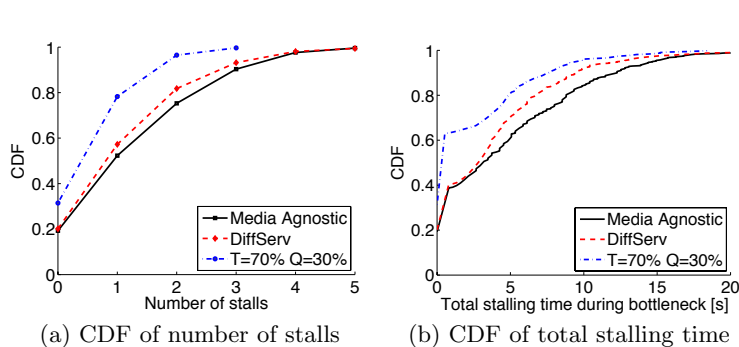 1
0.8
0.6
0.4
0.2
0
CDF
0 1 2 3 4 5
Number of stalls
Media Agnostic
DiffServ
T=70% Q=30%
(a) CDF of number of stalls
1
0.8
0.6
0.4
0.2
0
CDF
0 5 10 15 20
Total stalling time during bottleneck [s]
Media Agnostic
DiffServ
T=70% Q=30%
(b) CDF of total stalling time